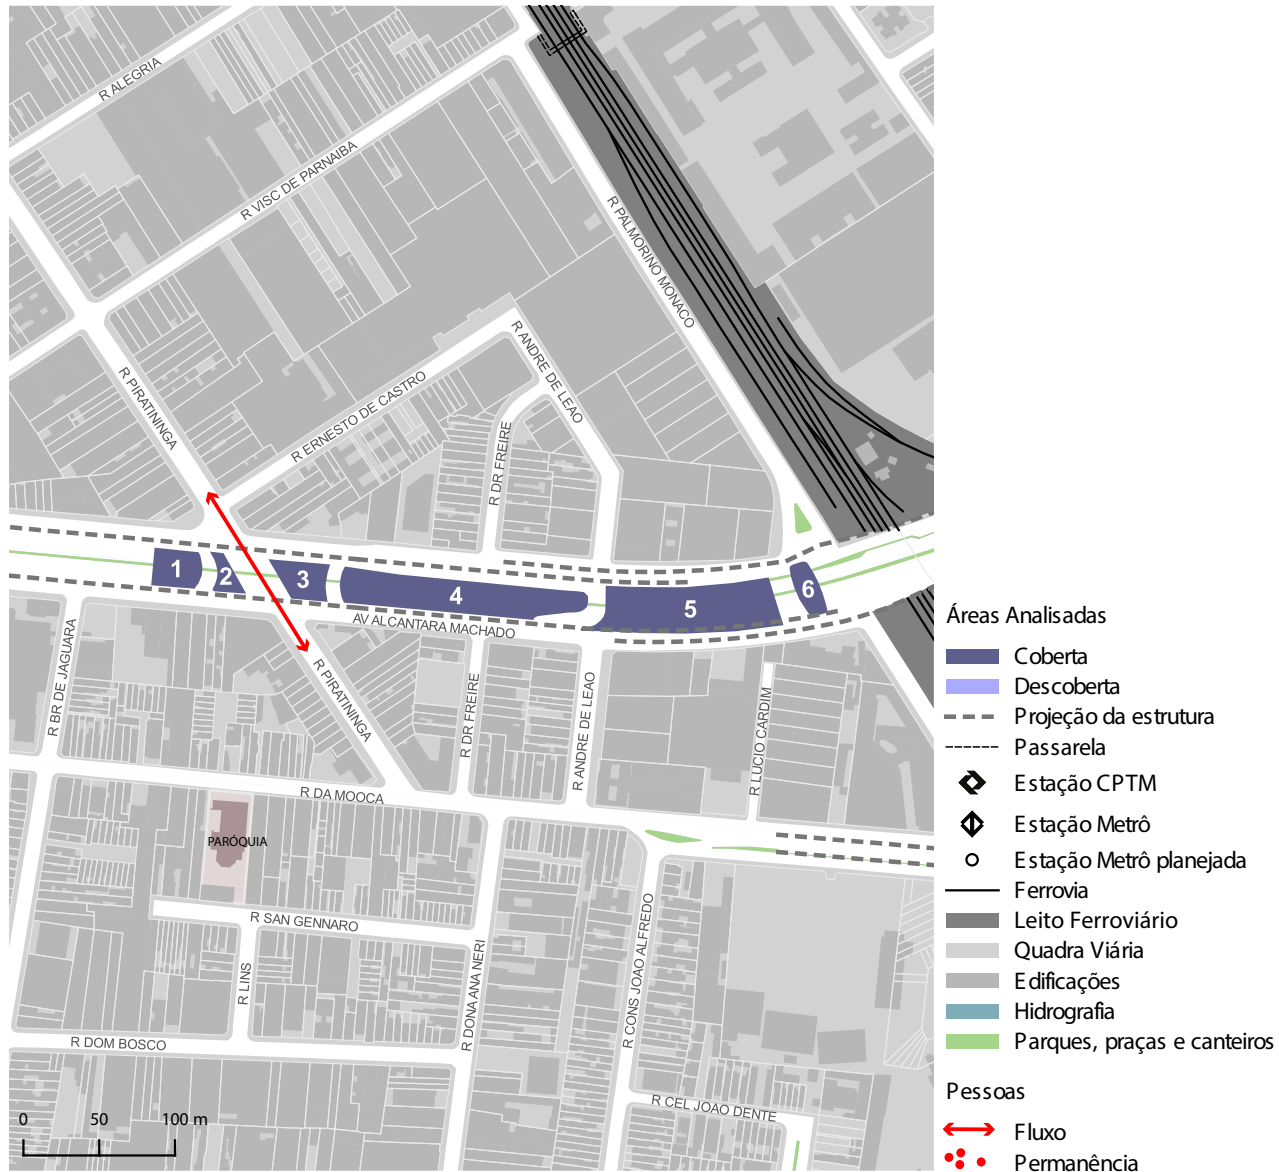 R ALEGRIA
R VISC DE PARNAIBA
R PALMORINO MONACO
R PIRATININGA
R ERNESTO DE CASTRO
R ANDRE DE LEAO
R DR FREIRE
1
2
3
4
5
6
AV ALCANTARA MACHADO
R BR DE JAGUARA
R PIRATININGA
R DR FREIRE
R ANDRE DE LEAO
R LUCIO CARDIM
R DA MOOCA
PARÓQUIA
R SAN GENNARO
R LINS
R DONA ANA NERI
R CONS JOAO ALFREDO
R DOM BOSCO
R CEL JOAO DENTE
0 50 100 m
Áreas Analisadas
Coberta
Descoberta
Projeção da estrutura
Passarela
Estação CPTM
Estação Metrô
Estação Metrô planejada
Ferrovia
Leito Ferroviário
Quadra Viária
Edificações
Hidrografia
Parques, praças e canteiros
Pessoas
Fluxo
Permanência